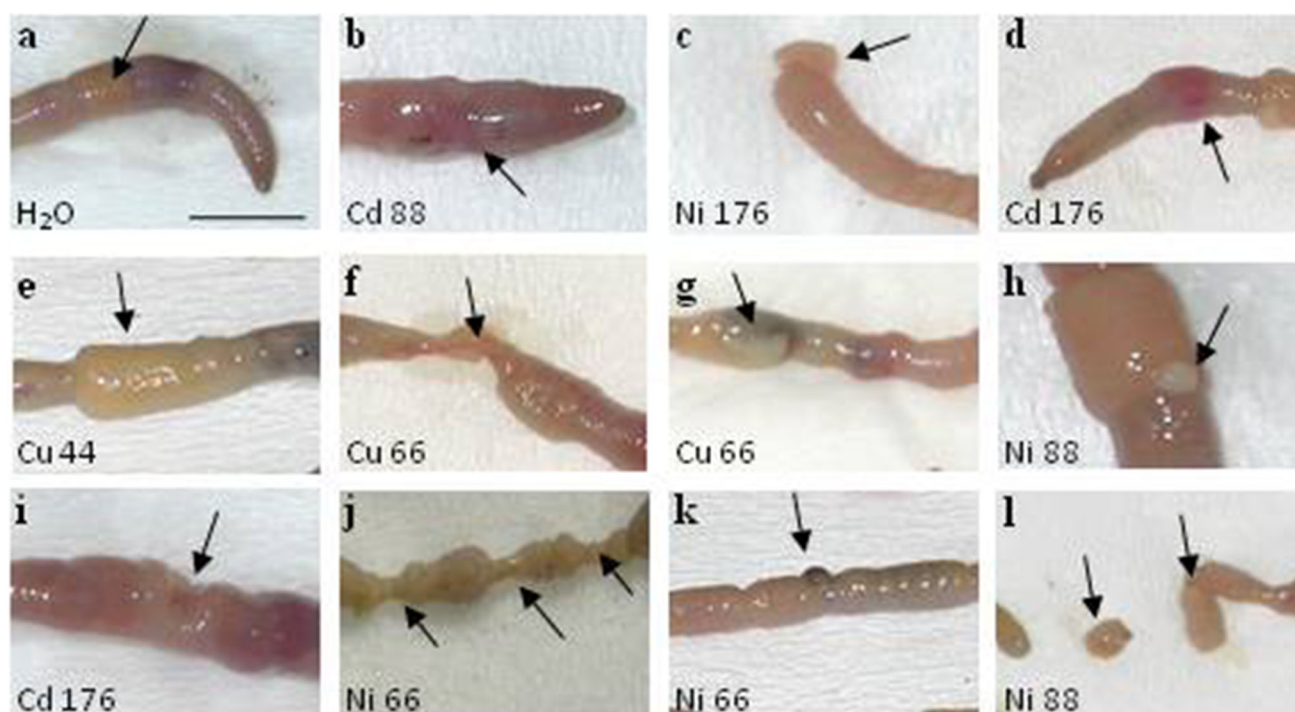 a
H₂O
b
Cd 88
c
Ni 176
d
Cd 176
e
Cu 44
f
Cu 66
g
Cu 66
h
Ni 88
i
Cd 176
j
Ni 66
k
Ni 66
l
Ni 88